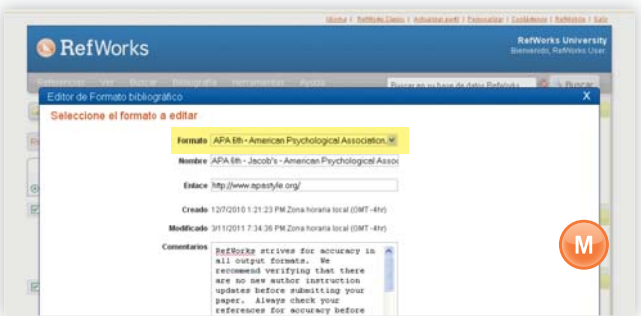 Idioma | RefWorks Classic | Actualizar perfil | Personalizar | Contáctenos | RefMobile | Salir
RefWorks
RefWorks University
Bienvenido, RefWorks User.
Referencias Ver Buscar Bibliografía Herramientas Ayuda
Buscar en su base de datos RefWorks
> Buscar
Editor de Formato bibliográfico X
Seleccione el formato a editar
Formato APA 6th - American Psychological Association,
Nombre APA 6th - Jacob's - American Psychological Assoc
Enlace http://www.apastyle.org/
Creado 12/7/2010 1:21:23 PM Zona horaria local (GMT -4hr)
Modificado 3/11/2011 7:34:36 PM Zona horaria local (GMT -4hr)
Comentarios RefWorks strives for accuracy in
all output formats. We
recommend verifying that there
are no new author instruction
updates before submitting your
paper. Always check your
references for accuracy before
M